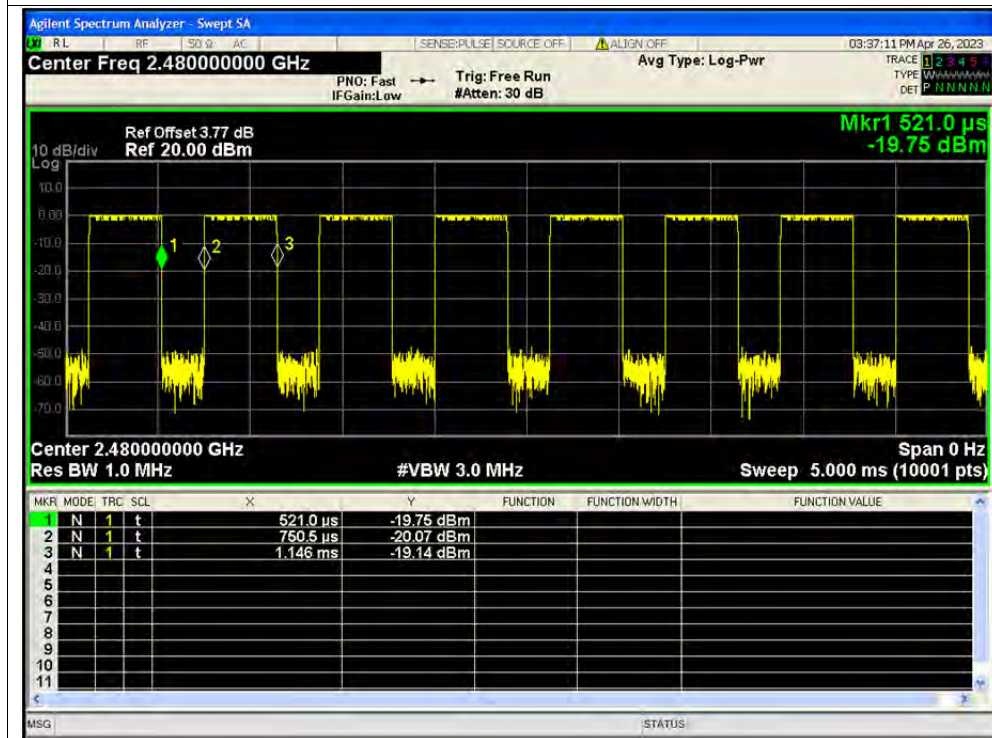 Agilent Spectrum Analyzer - Swept SA
RL RF 50 Ω AC SENSE:PULSE SOURCE OFF ALIGN OFF 03:37:11 PM Apr 26, 2023
Center Freq 2.480000000 GHz Avg Type: Log-Pwr TRACE 1 2 3 4 5 6
PNO: Fast Trig: Free Run TYPE W
IFGain:Low #Atten: 30 dB DET P N N N N N
Mkr1 521.0 µs
-19.75 dBm
Ref Offset 3.77 dB
10 dB/div Ref 20.00 dBm
Log
10.0
0.00
-10.0
1 2 3
-20.0
-30.0
-40.0
-50.0
-60.0
-70.0
Center 2.480000000 GHz Span 0 Hz
Res BW 1.0 MHz #VBW 3.0 MHz Sweep 5.000 ms (10001 pts)
MKR MODE TRC SCL X Y FUNCTION FUNCTION WIDTH FUNCTION VALUE
1 N 1 t 521.0 µs -19.75 dBm
2 N 1 t 750.5 µs -20.07 dBm
3 N 1 t 1.146 ms -19.14 dBm
4
5
6
7
8
9
10
11
MSG STATUS